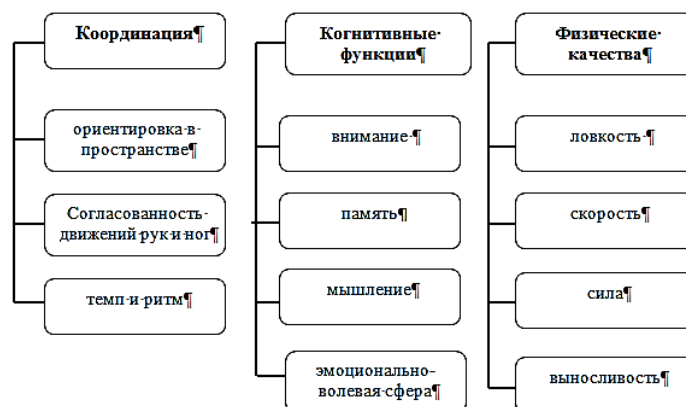 Координация¶
ориентировка·в·
пространстве¶
Согласованность·
движений·рук·и·ног¶
темп·и·ритм¶
Когнитивные·
функции¶
внимание·¶
память¶
мышление¶
эмоционально-
волевая·сфера¶
Физические·
качества¶
ловкость·¶
скорость¶
сила¶
выносливость¶